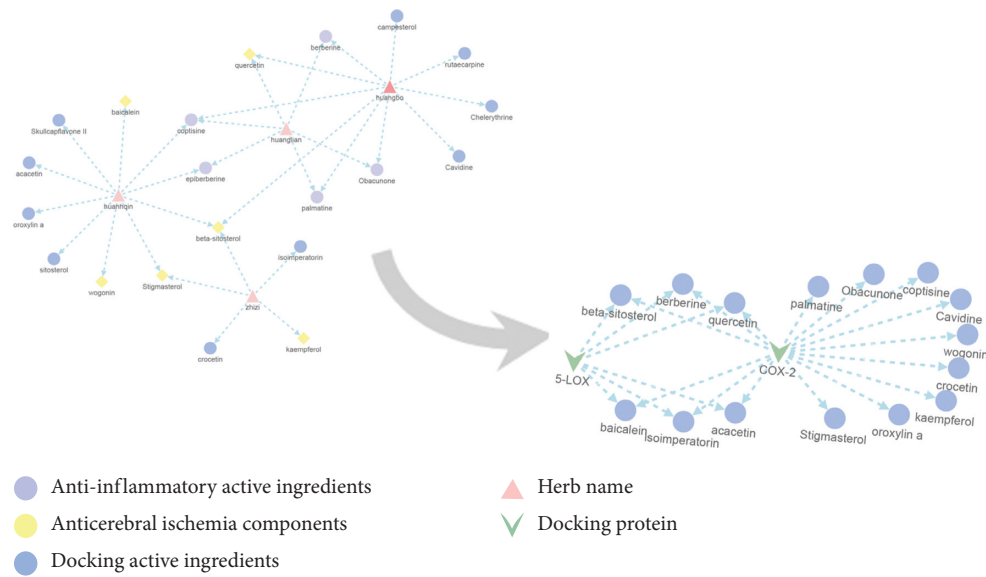 campesterol
berberine
quercetin
rutaecarpine
huangbo
baicalein
Chelerythrine
Skulicapflavone II
coptisine
huanglian
Cavidine
acacetin
epiberberine
Obacunone
huanhqin
palmatine
oroxylin a
beta-sitosterol
isoimperatorin
sitosterol
wogonin
Stigmasterol
zhizi
crocetin
kaempferol
beta-sitosterol
berberine
quercetin
palmatine
Obacunone
coptisine
Cavidine
wogonin
5-LOX
COX-2
crocetin
kaempferol
baicalein
Isoimperatorin
acacetin
Stigmasterol
oroxylin a
Anti-inflammatory active ingredients
Anticerebral ischemia components
Docking active ingredients
Herb name
Docking protein